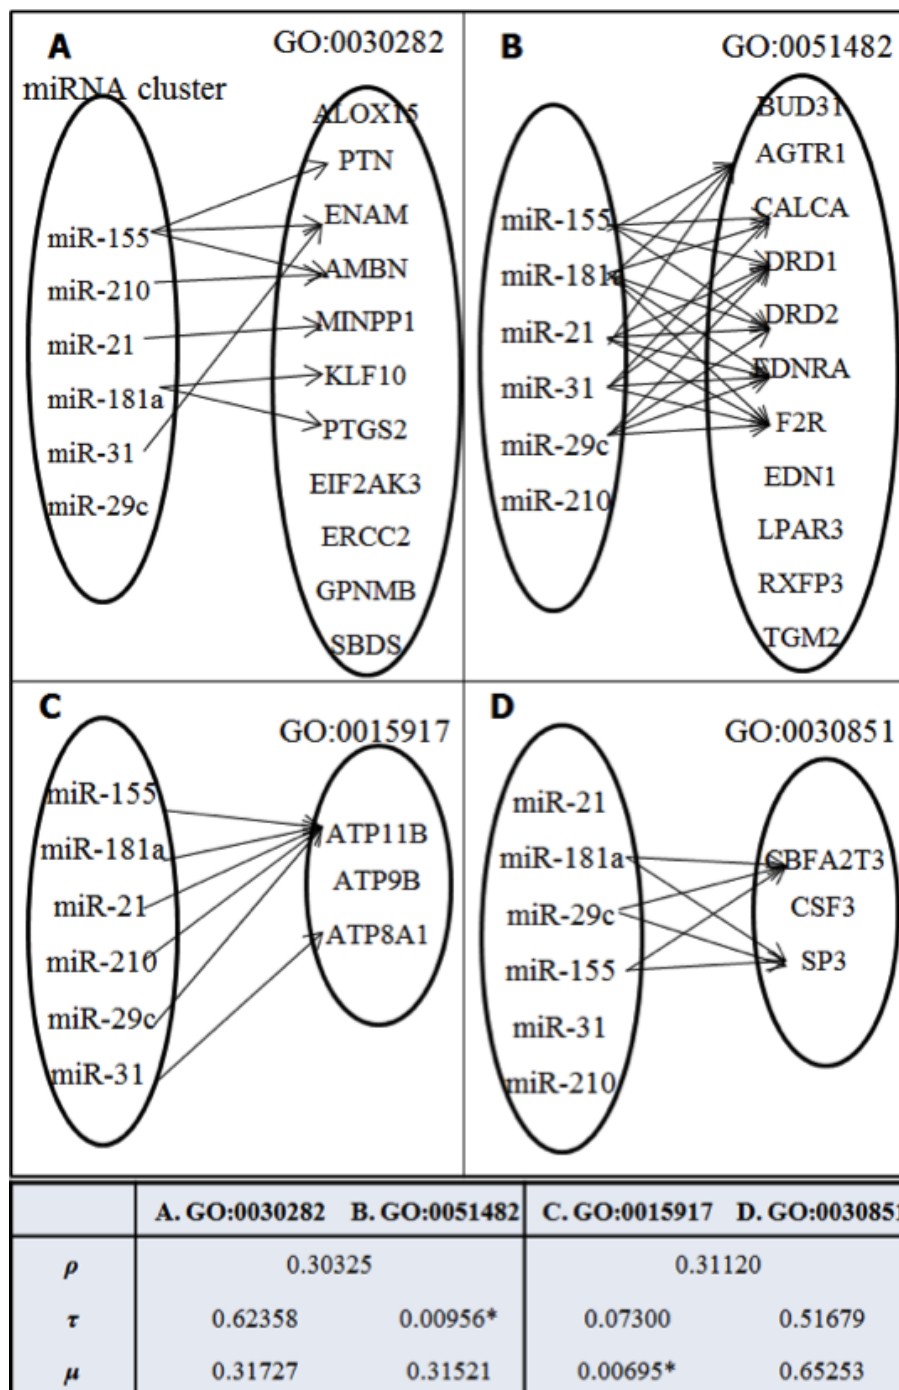 A
GO:0030282
miRNA cluster
miR-155
miR-210
miR-21
miR-181a
miR-31
miR-29c
ALOX15
PTN
ENAM
AMBN
MINPP1
KLF10
PTGS2
EIF2AK3
ERCC2
GPNMB
SBDS
B
GO:0051482
miR-155
miR-181a
miR-21
miR-31
miR-29c
miR-210
BUD31
AGTR1
CALCA
DRD1
DRD2
EDNRA
F2R
EDN1
LPAR3
RXFP3
TGM2
C
GO:0015917
miR-155
miR-181a
miR-21
miR-210
miR-29c
miR-31
ATP11B
ATP9B
ATP8A1
D
GO:0030851
miR-21
miR-181a
miR-29c
miR-155
miR-31
miR-210
CBFA2T3
CSF3
SP3
A. GO:0030282 B. GO:0051482 C. GO:0015917 D. GO:0030851
ρ 0.30325 0.31120
τ 0.62358 0.00956* 0.07300 0.51679
μ 0.31727 0.31521 0.00695* 0.65253